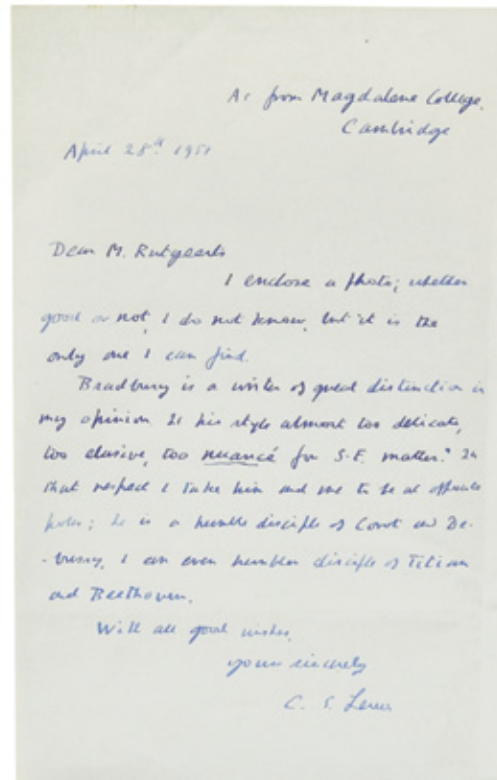 As from Magdalene College,
Cambridge
April 28th 1951
Dear M. Rutgeerts
I enclose a photo; whether
good or not, I do not know, but it is the
only one I can find.
Bradbury is a writer of great distinction in
my opinion. Is his style almost too delicate,
too elusive, too nuancé for S.F. matter? In
that respect I take him and me to be at opposite
poles; he is a humble disciple of Corot and De-
-bussy, I an even humbler disciple of Titian
and Beethoven.
With all good wishes,
yours sincerely
C. S. Lewis